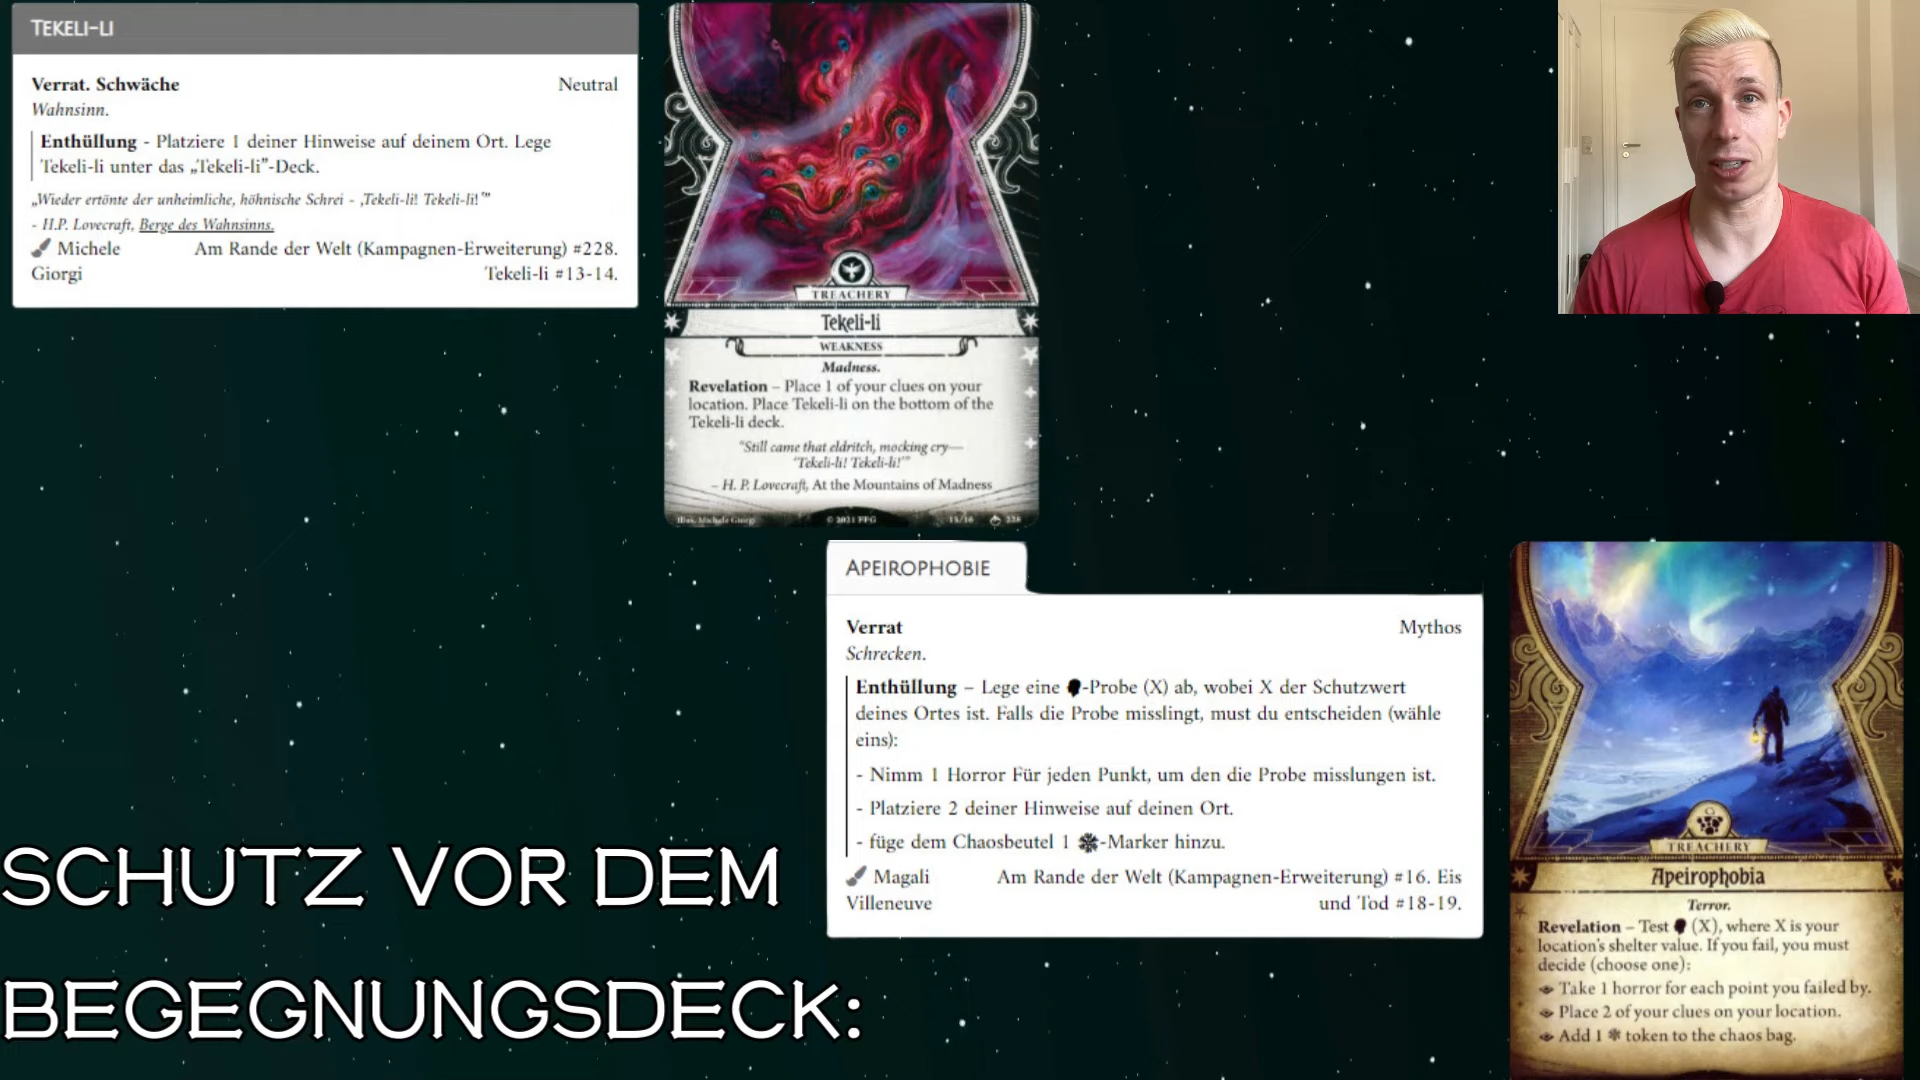 TEKELI-LI
Verrat. Schwäche Neutral
Wahnsinn.
Enthüllung - Platziere 1 deiner Hinweise auf deinem Ort. Lege
Tekeli-li unter das „Tekeli-li”-Deck.
„Wieder ertönte der unheimliche, höhnische Schrei - ‚Tekeli-li! Tekeli-li!‘”
- H.P. Lovecraft, Berge des Wahnsinns.
Michele Am Rande der Welt (Kampagnen-Erweiterung) #228.
Giorgi Tekeli-li #13-14.
TREACHERY
Tekeli-li
WEAKNESS
Madness.
Revelation – Place 1 of your clues on your
location. Place Tekeli-li on the bottom of the
Tekeli-li deck.
“Still came that eldritch, mocking cry—
‘Tekeli-li! Tekeli-li!’”
– H. P. Lovecraft, At the Mountains of Madness
Illus. Michele Giorgi © 2021 FFG 228
APEIROPHOBIE
Verrat Mythos
Schrecken.
Enthüllung – Lege eine -Probe (X) ab, wobei X der Schutzwert
deines Ortes ist. Falls die Probe misslingt, must du entscheiden (wähle
eins):
- Nimm 1 Horror Für jeden Punkt, um den die Probe misslungen ist.
- Platziere 2 deiner Hinweise auf deinen Ort.
- füge dem Chaosbeutel 1 -Marker hinzu.
Magali Am Rande der Welt (Kampagnen-Erweiterung) #16. Eis
Villeneuve und Tod #18-19.
TREACHERY
Apeirophobia
Terror.
Revelation – Test (X), where X is your
location's shelter value. If you fail, you must
decide (choose one):
Take 1 horror for each point you failed by.
Place 2 of your clues on your location.
Add 1 token to the chaos bag.
SCHUTZ VOR DEM
BEGEGNUNGSDECK: